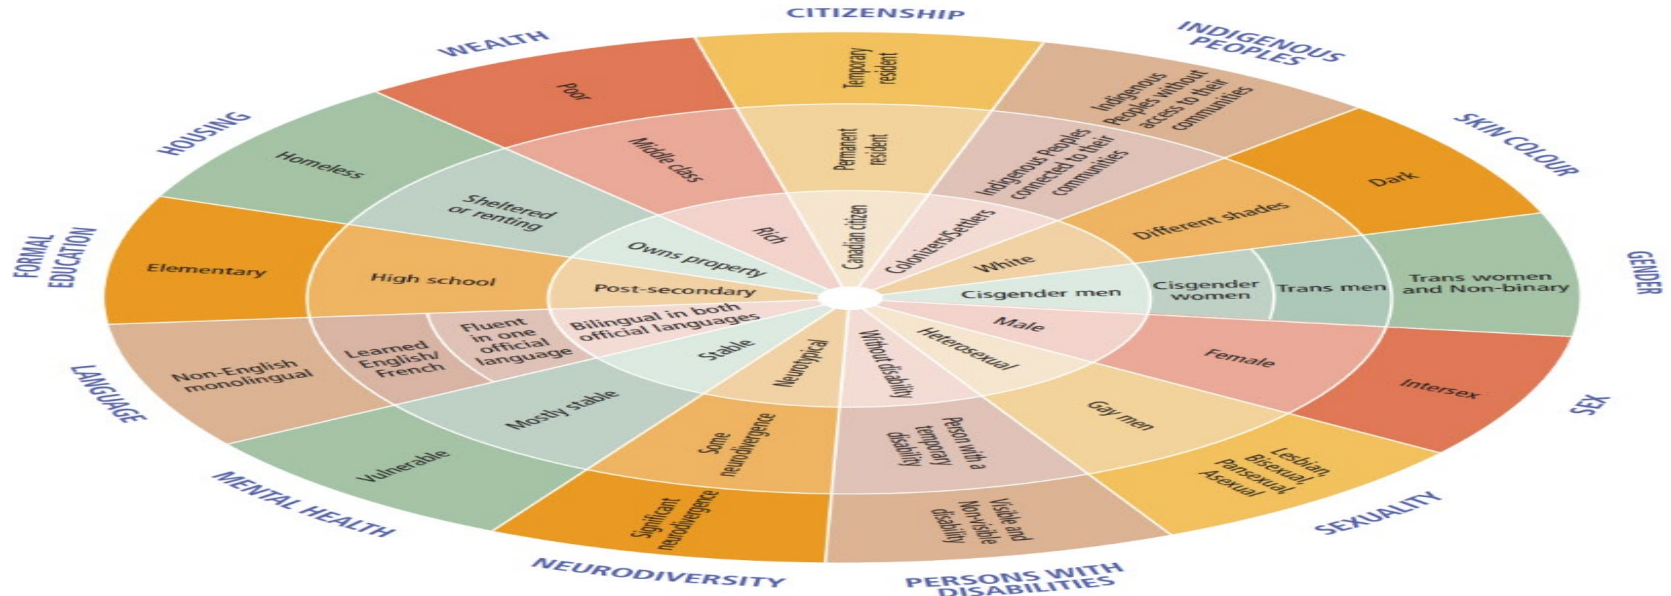 CITIZENSHIP
Temporary
resident
Permanent
resident
Canadian citizen
INDIGENOUS
PEOPLES
Indigenous
Peoples without
access to their
communities
Indigenous Peoples
connected to their
communities
Colonizers/Settlers
SKIN COLOUR
Dark
Different shades
White
GENDER
Trans women
and Non-binary
Trans men
Cisgender
women
Cisgender men
SEX
Intersex
Female
Male
SEXUALITY
Lesbian,
Bisexual,
Pansexual,
Asexual
Gay men
Heterosexual
PERSONS WITH
DISABILITIES
Visible and
Non-visible
disability
Person with a
temporary
disability
Without disability
NEURODIVERSITY
Significant
neurodivergence
Some
neurodivergence
Neurotypical
MENTAL HEALTH
Vulnerable
Mostly stable
Stable
LANGUAGE
Non-English
monolingual
Learned
English/
French
Fluent
in one
official
language
Bilingual in both
official languages
FORMAL
EDUCATION
Elementary
High school
Post-secondary
HOUSING
Homeless
Sheltered
or renting
Owns property
WEALTH
Poor
Middle class
Rich